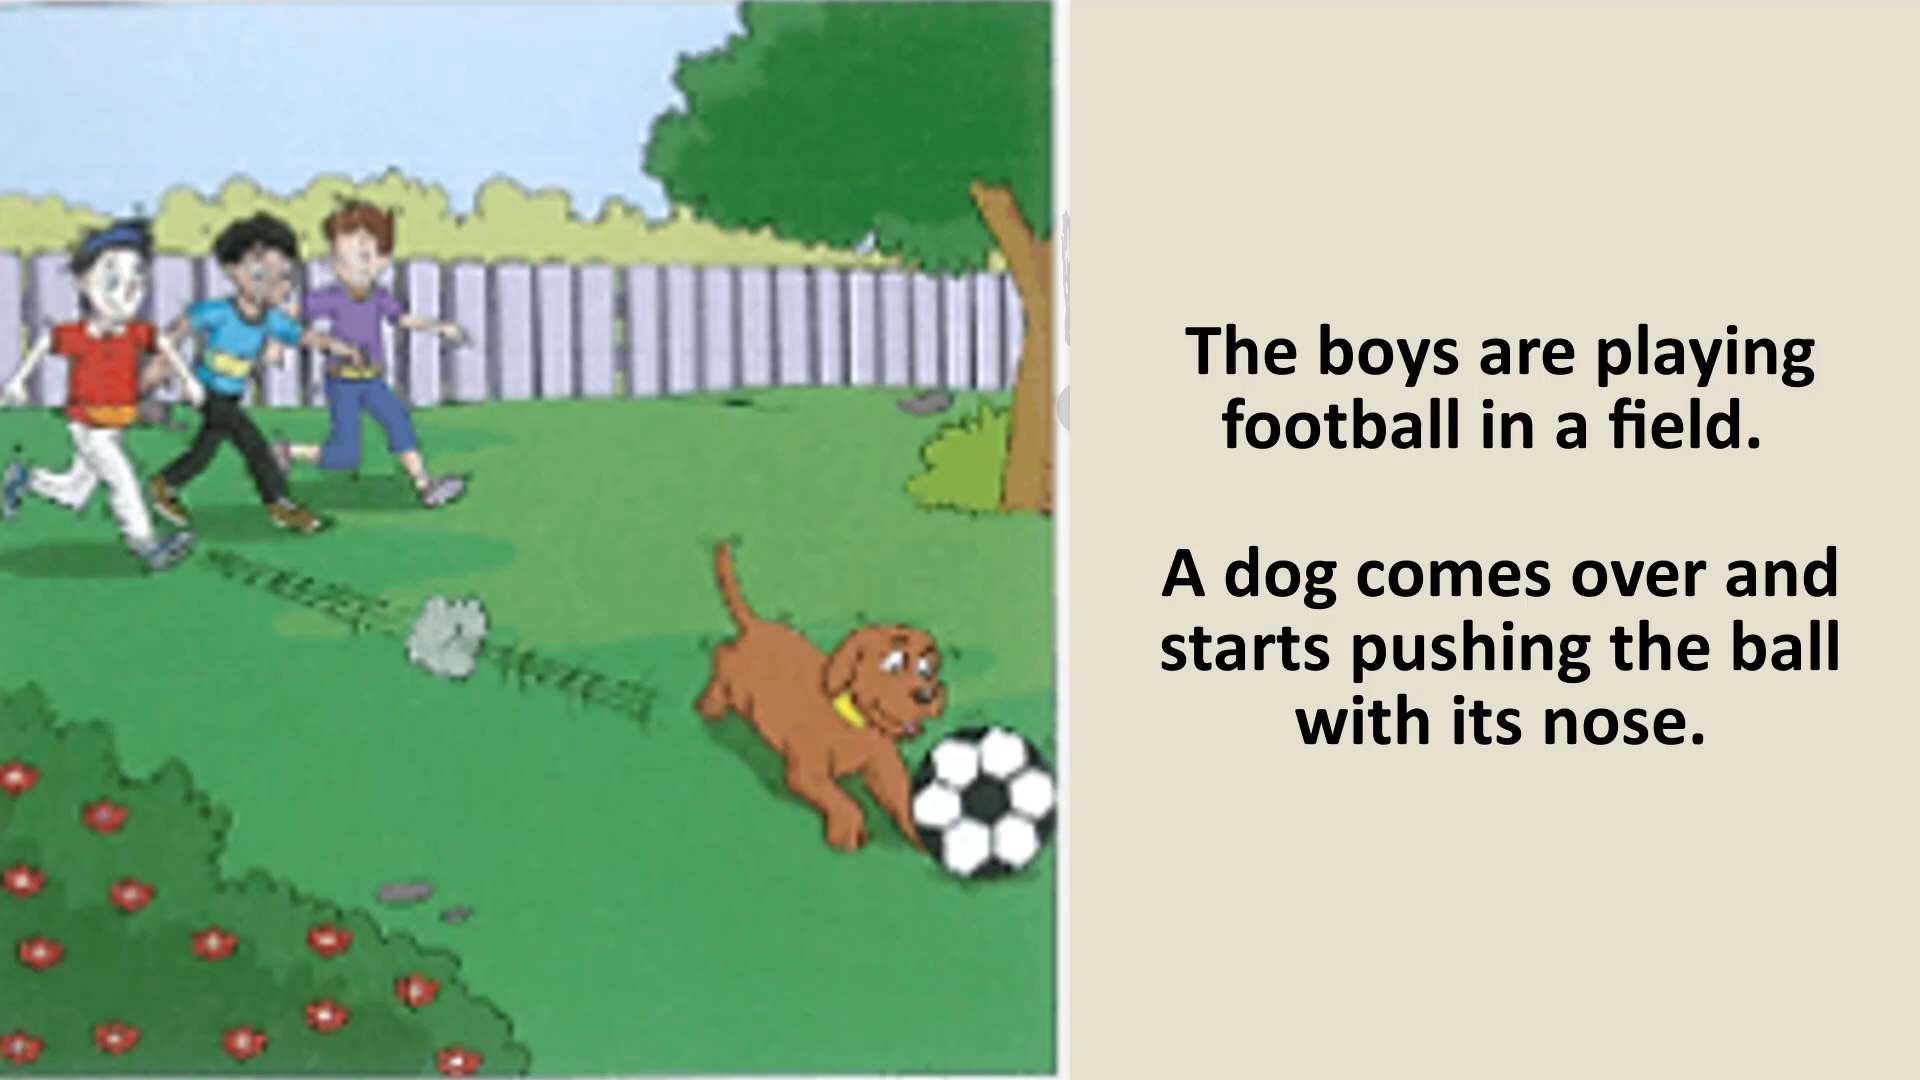 The boys are playing
football in a field.
A dog comes over and
starts pushing the ball
with its nose.